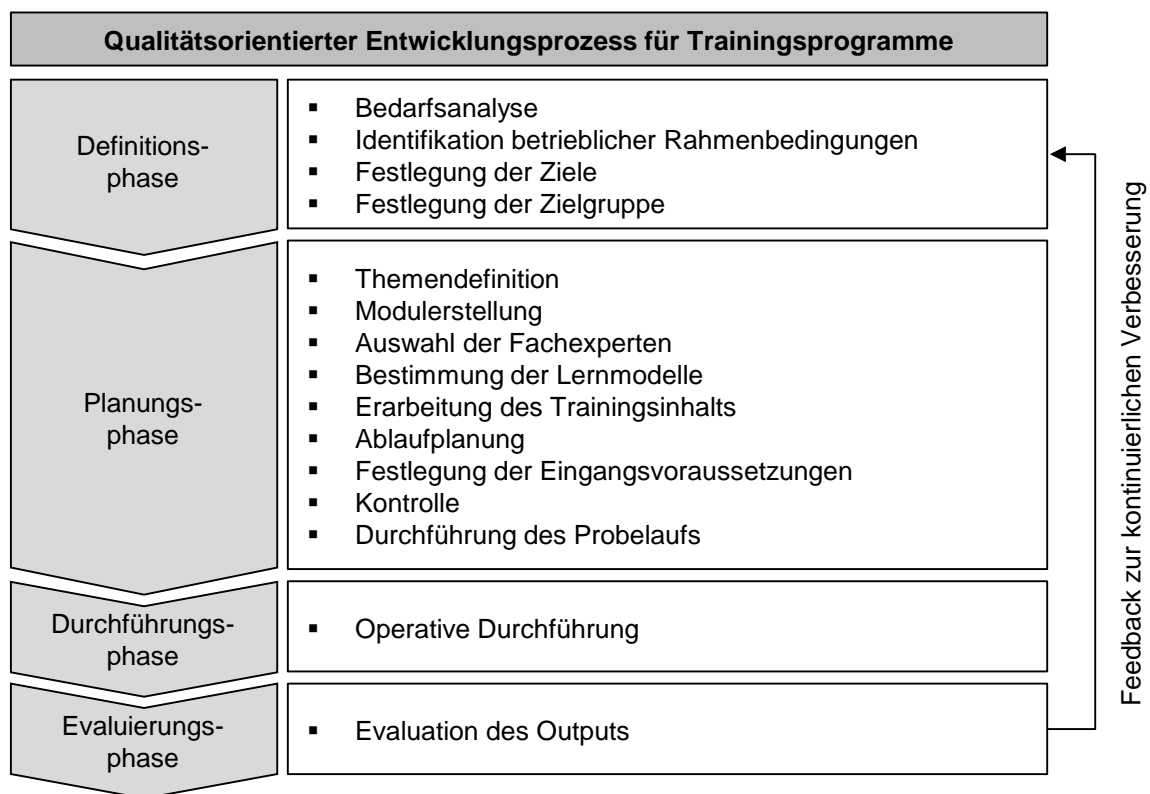 Qualitätsorientierter Entwicklungsprozess für Trainingsprogramme
Definitions-
phase
▪ Bedarfsanalyse
▪ Identifikation betrieblicher Rahmenbedingungen
▪ Festlegung der Ziele
▪ Festlegung der Zielgruppe
Planungs-
phase
▪ Themendefinition
▪ Modulerstellung
▪ Auswahl der Fachexperten
▪ Bestimmung der Lernmodelle
▪ Erarbeitung des Trainingsinhalts
▪ Ablaufplanung
▪ Festlegung der Eingangsvoraussetzungen
▪ Kontrolle
▪ Durchführung des Probelaufs
Durchführungs-
phase
▪ Operative Durchführung
Evaluierungs-
phase
▪ Evaluation des Outputs
Feedback zur kontinuierlichen Verbesserung